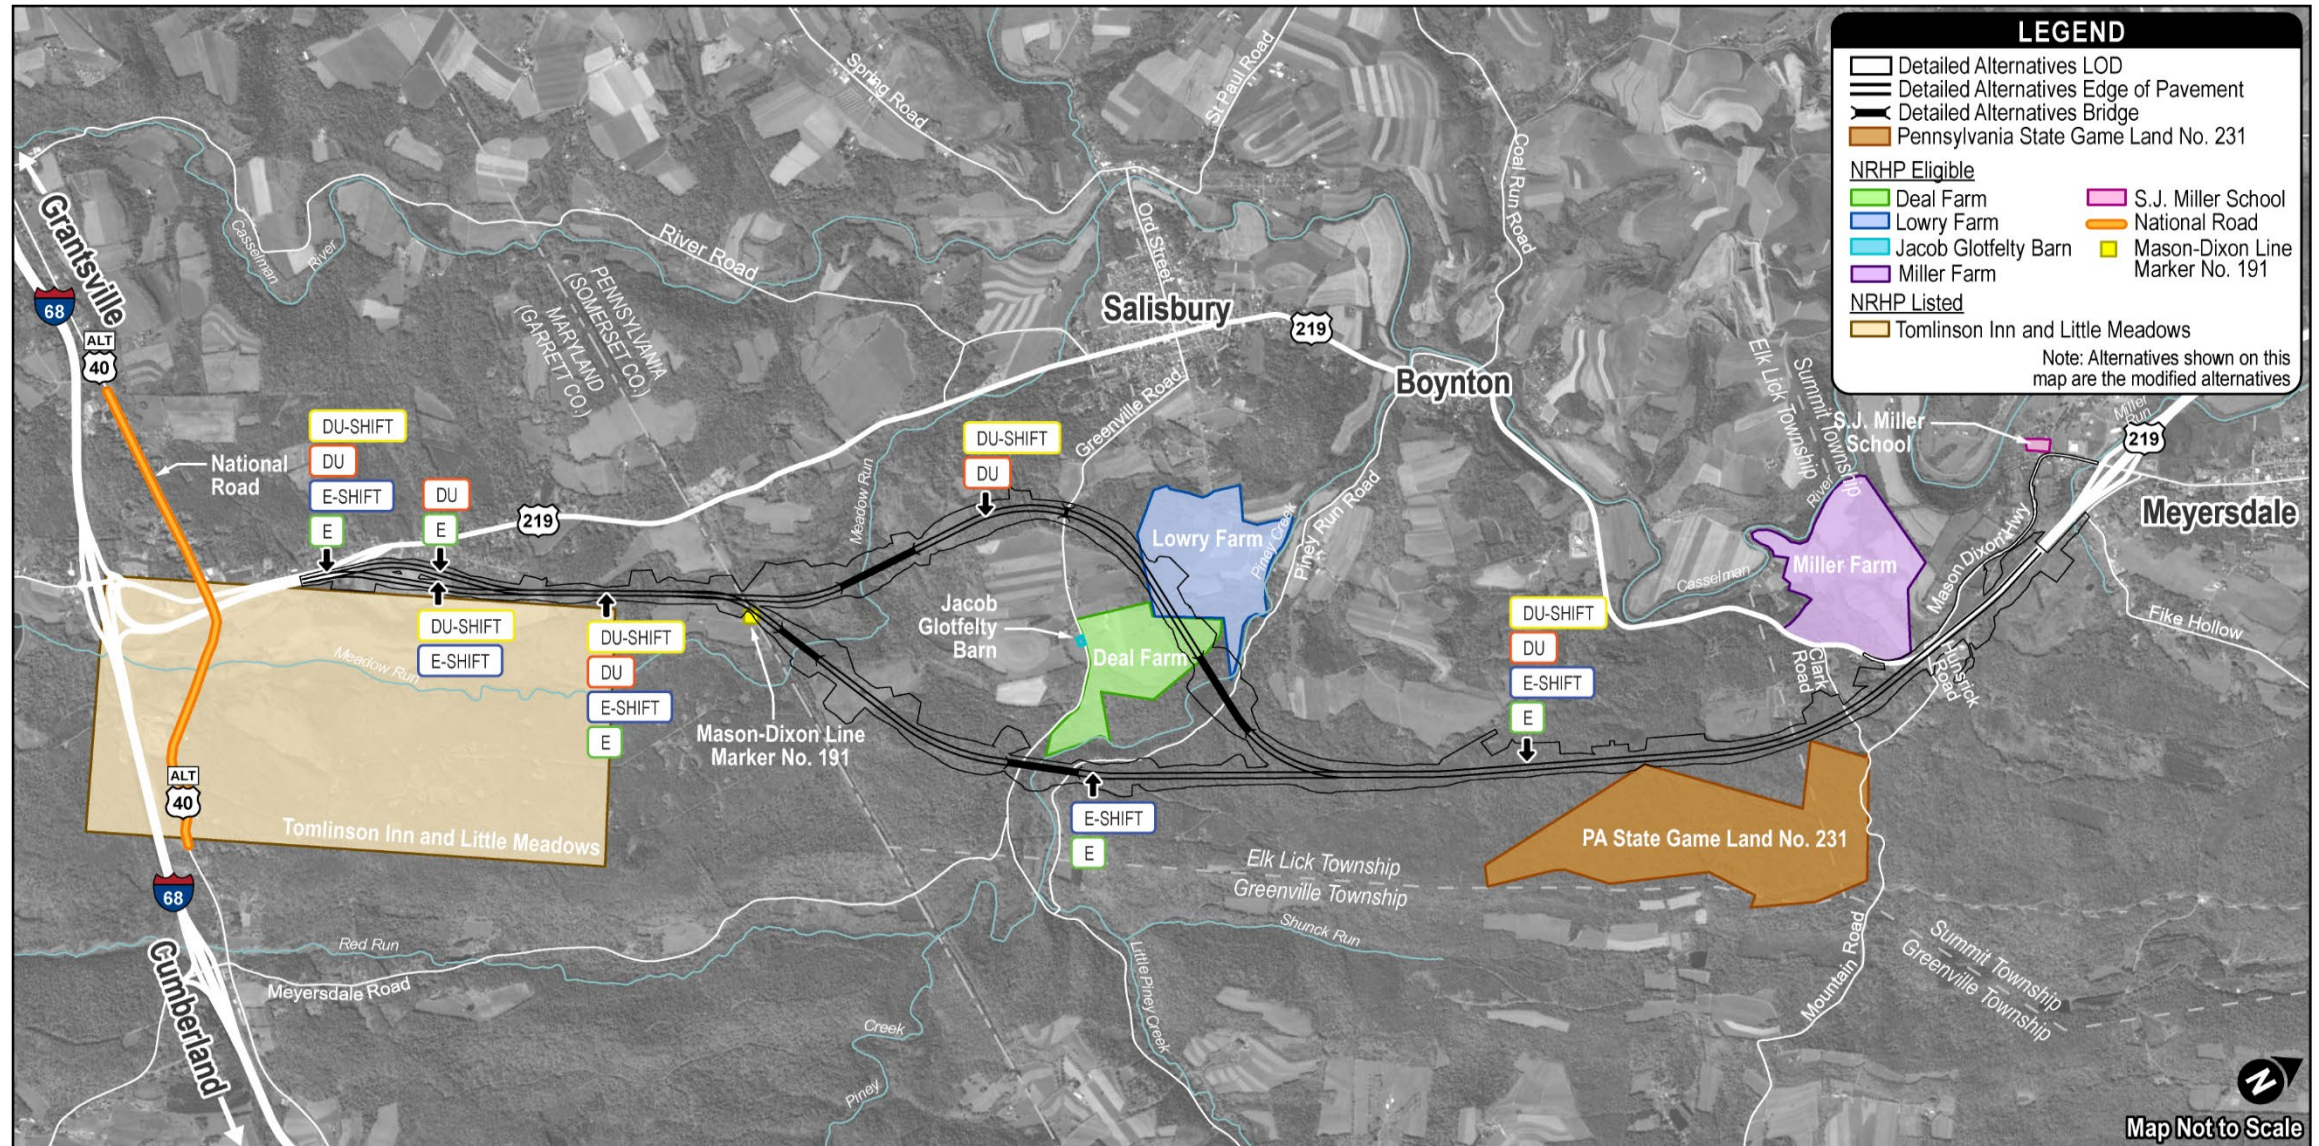 LEGEND
Detailed Alternatives LOD
Detailed Alternatives Edge of Pavement
Detailed Alternatives Bridge
Pennsylvania State Game Land No. 231
NRHP Eligible
Deal Farm
Lowry Farm
Jacob Glotfelty Barn
Miller Farm
S.J. Miller School
National Road
Mason-Dixon Line
Marker No. 191
NRHP Listed
Tomlinson Inn and Little Meadows
Note: Alternatives shown on this
map are the modified alternatives
Spring Road
St Paul Road
Coal Run Road
Grantsville
68
ALT
40
Casselman
River
River Road
PENNSYLVANIA
(SOMERSET CO.)
MARYLAND
(GARRETT CO.)
Ord Street
Salisbury
219
Boynton
Greenville Road
Elk Lick Township
Summit Township
S.J. Miller
School
Miller
Run
219
Meyersdale
National
Road
DU-SHIFT
DU
E-SHIFT
E
DU
E
219
Meadow Run
DU-SHIFT
DU
Lowry Farm
Piney Creek
Piney Run Road
River
Casselman
Miller Farm
Mason Dixon Hwy
Fike Hollow
Hunsrick
Road
Clark
Road
DU-SHIFT
E-SHIFT
Meadow Run
DU-SHIFT
DU
E-SHIFT
E
Jacob
Glotfelty
Barn
Deal Farm
Mason-Dixon Line
Marker No. 191
DU-SHIFT
DU
E-SHIFT
E
ALT
40
Tomlinson Inn and Little Meadows
E-SHIFT
E
PA State Game Land No. 231
Elk Lick Township
Greenville Township
68
Cumberland
Red Run
Meyersdale Road
Shunck Run
Little Piney Creek
Creek
Piney
Mountain Road
Summit Township
Greenville Township
N
Map Not to Scale